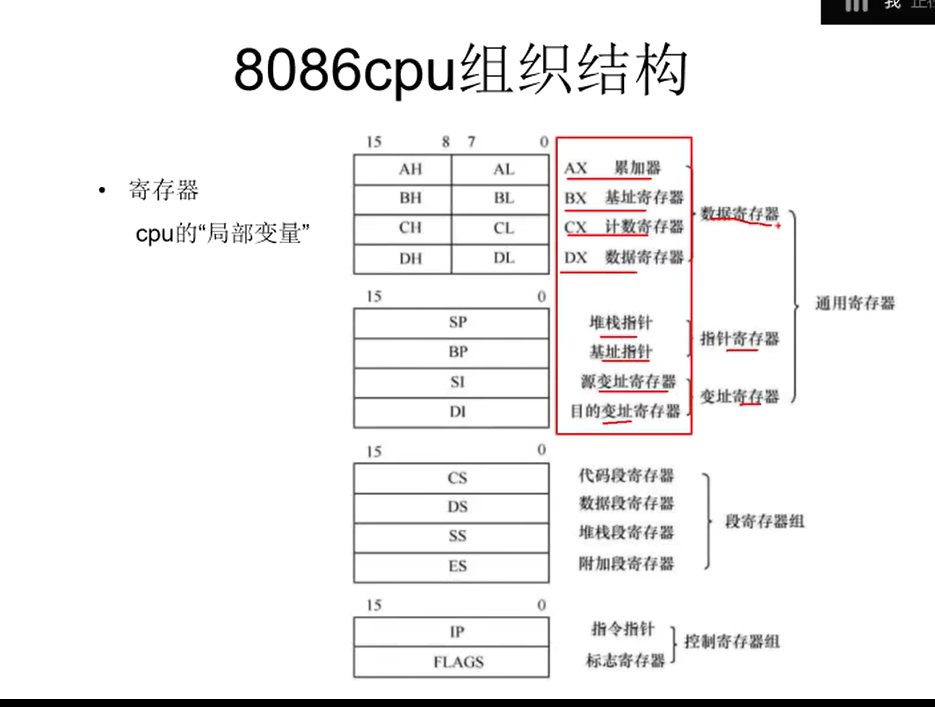 我 正
8086cpu组织结构
• 寄存器
cpu的“局部变量”
15 8 7 0
AH AL AX 累加器
BH BL BX 基址寄存器
CH CL CX 计数寄存器
DH DL DX 数据寄存器
数据寄存器
15 0
SP 堆栈指针
BP 基址指针
指针寄存器
SI 源变址寄存器
DI 目的变址寄存器
变址寄存器
通用寄存器
15 0
CS 代码段寄存器
DS 数据段寄存器
SS 堆栈段寄存器
ES 附加段寄存器
段寄存器组
15 0
IP 指令指针
FLAGS 标志寄存器
控制寄存器组